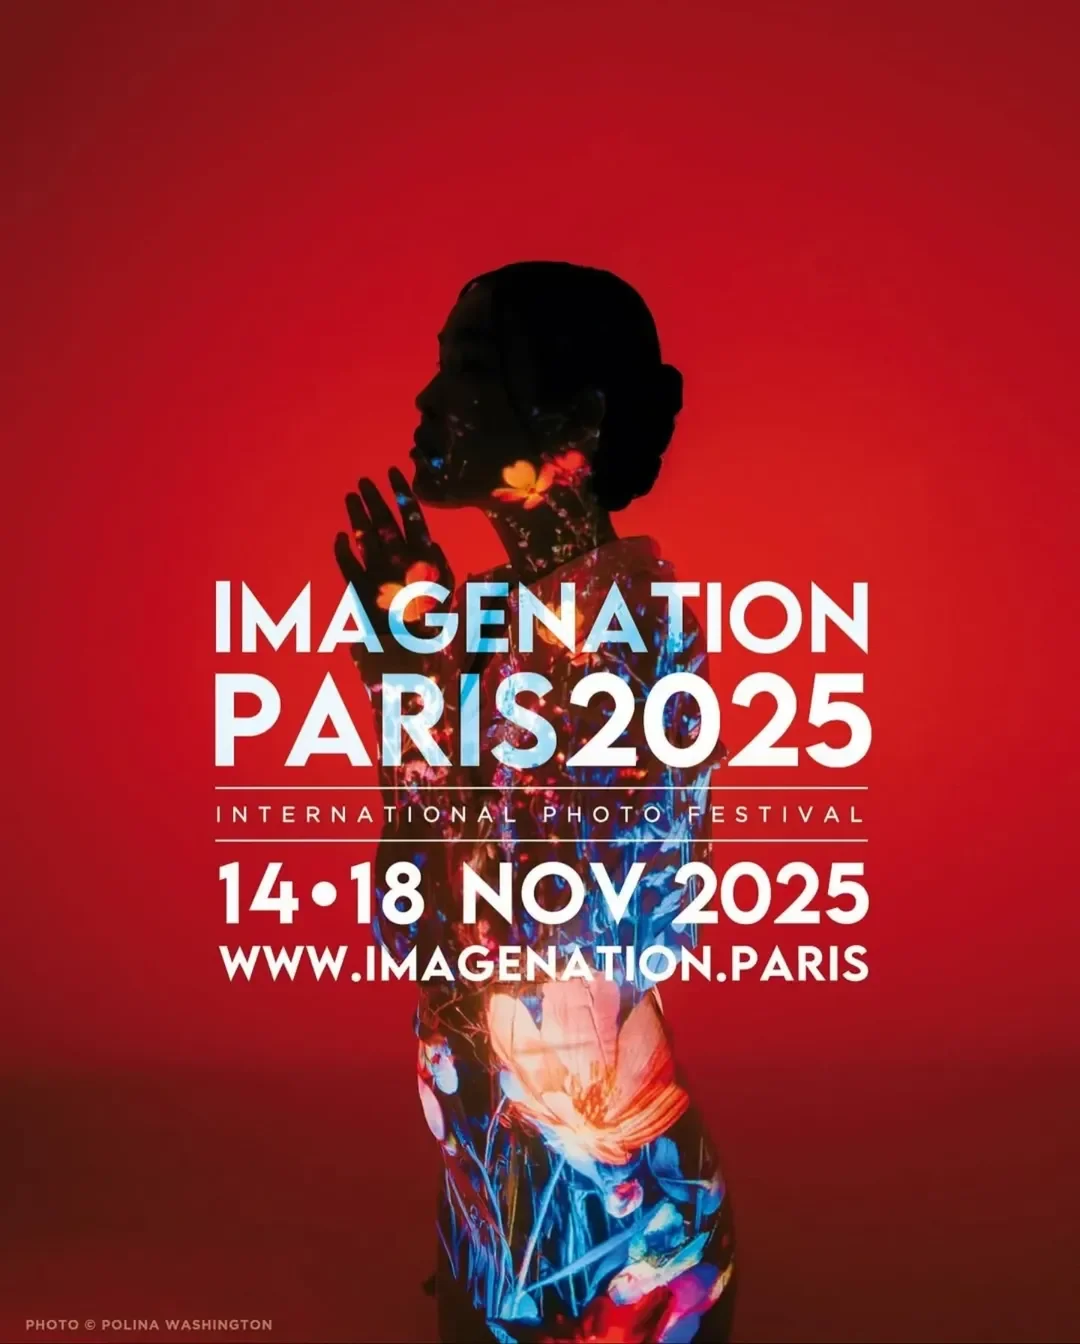 IMAGENATION
PARIS2025
INTERNATIONAL PHOTO FESTIVAL
14•18 NOV 2025
WWW.IMAGENATION.PARIS
PHOTO © POLINA WASHINGTON